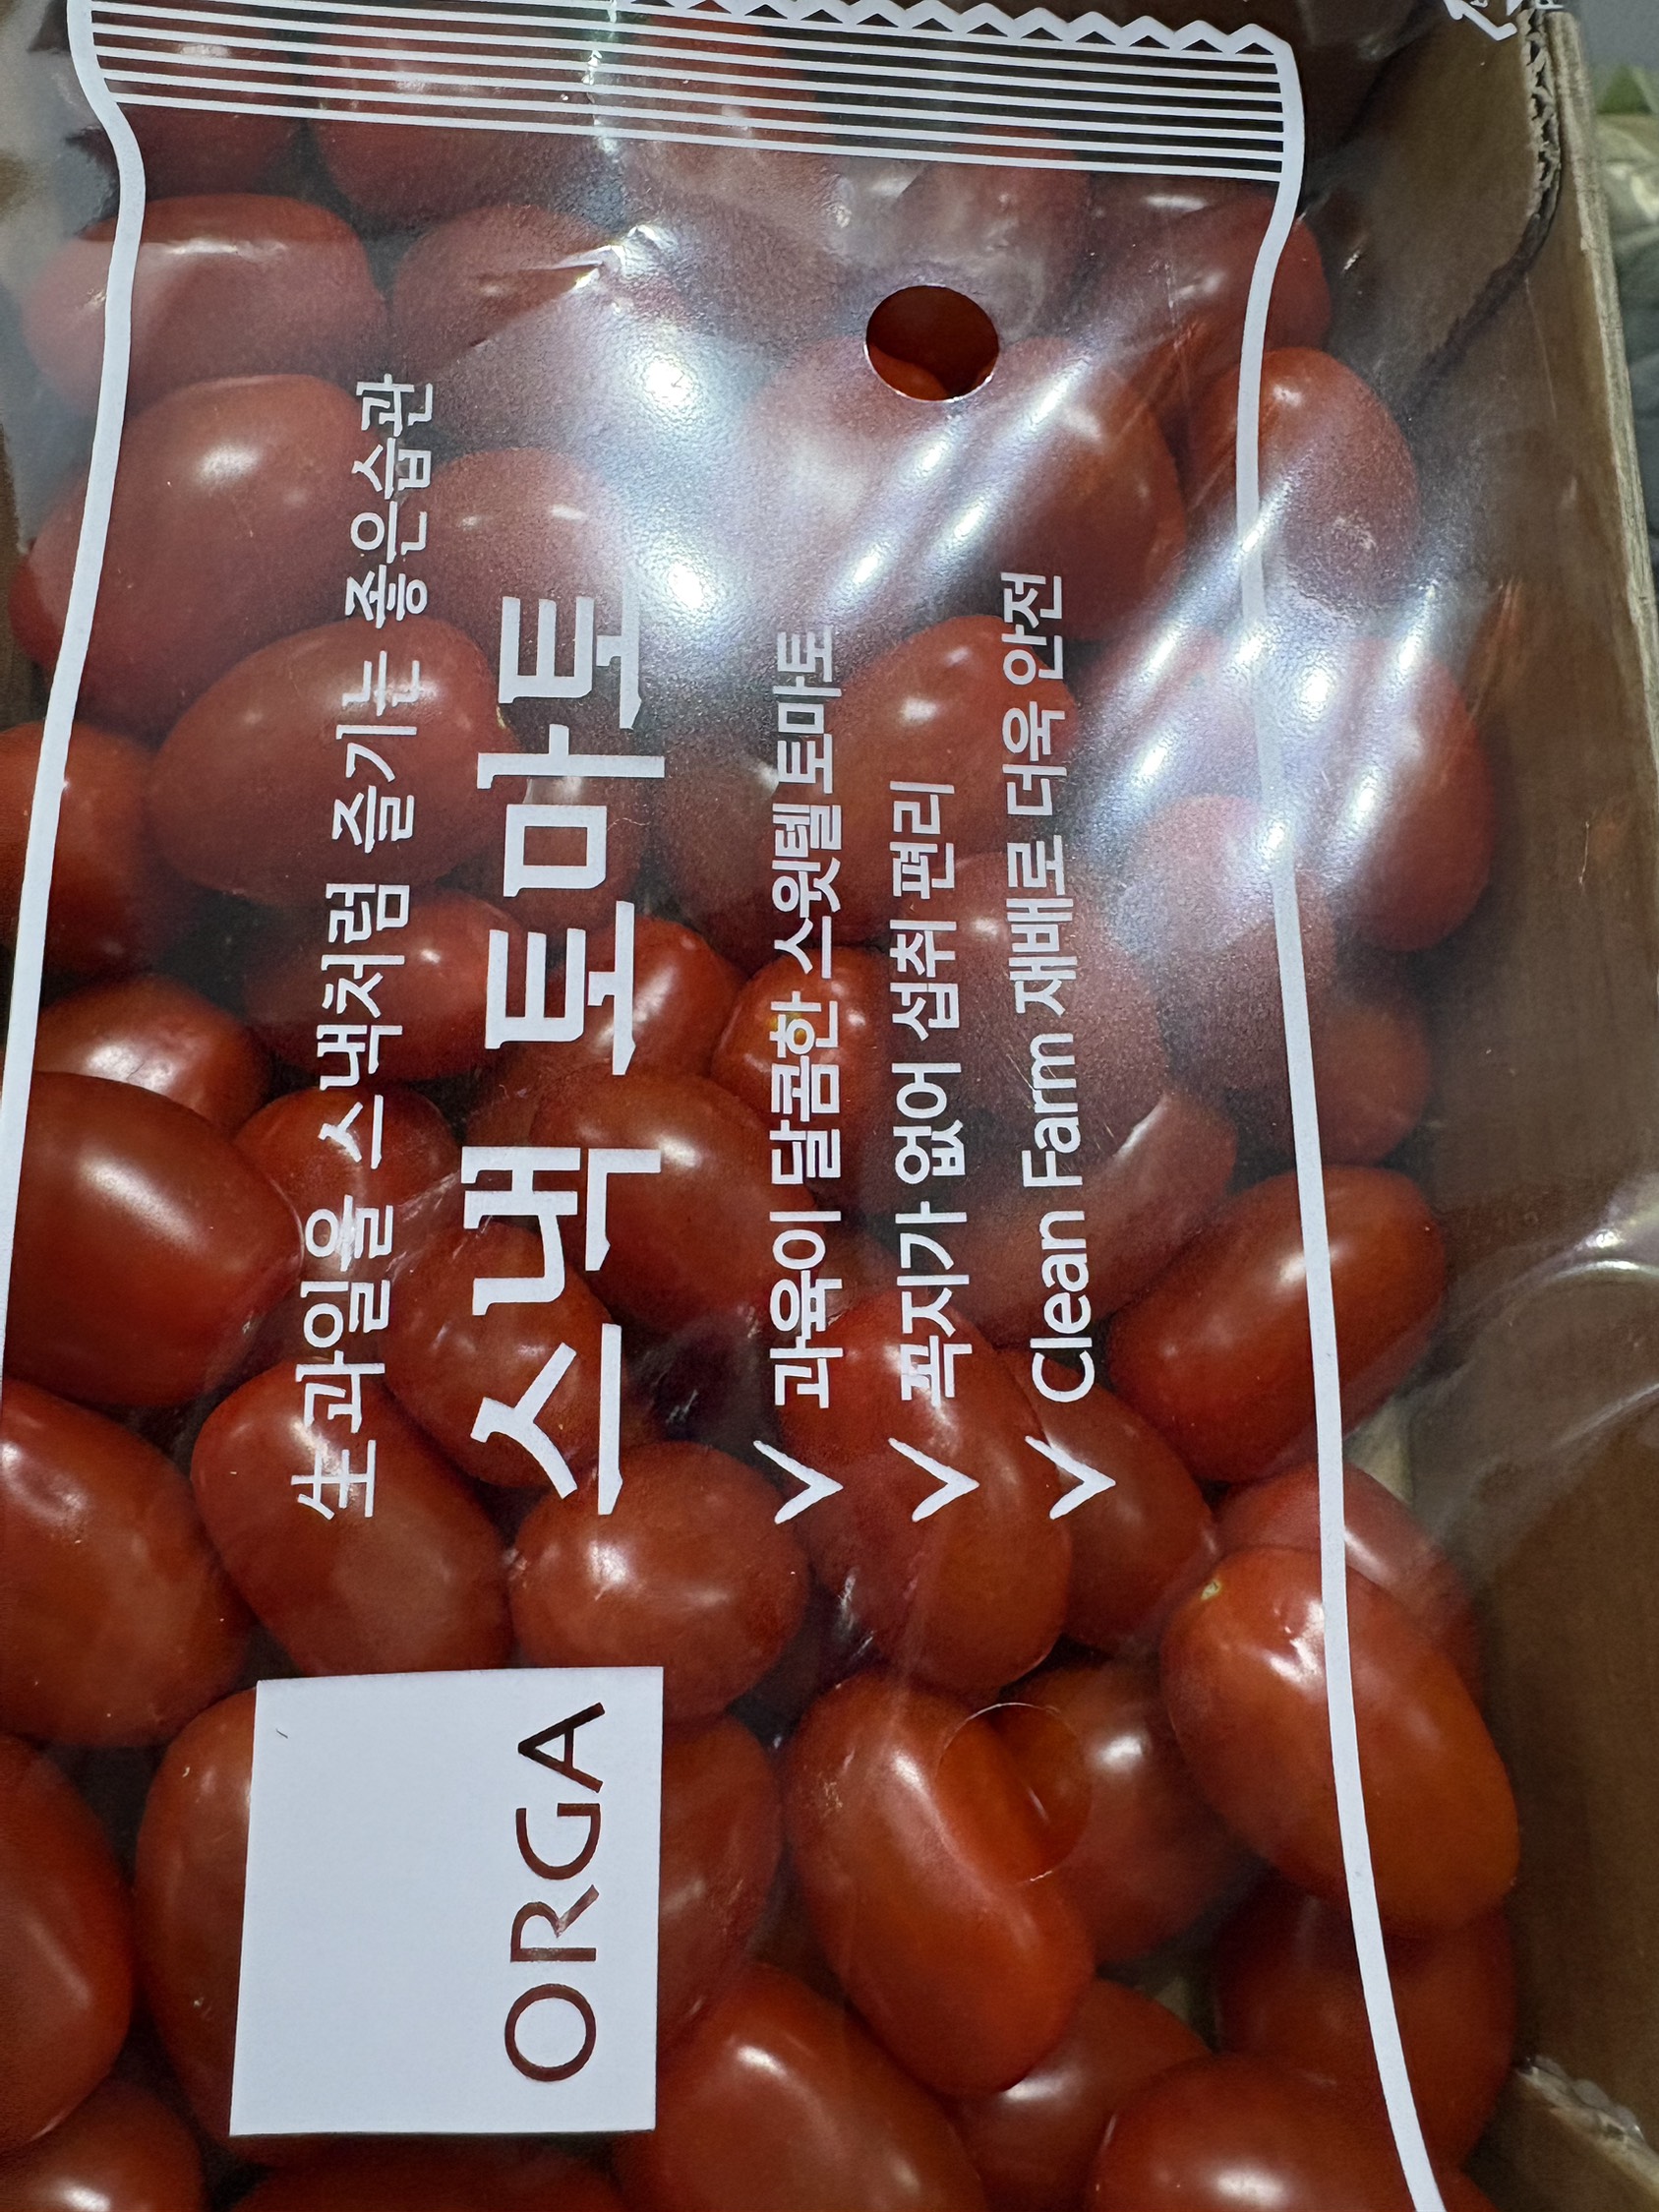 ORGA
生과일을 스낵처럼 즐기는 좋은습관
스낵 토마토
과육이 달콤한 스윗텔 토마토
꼭지가 없어 섭취 편리
Clean Farm 재배로 더욱 안전